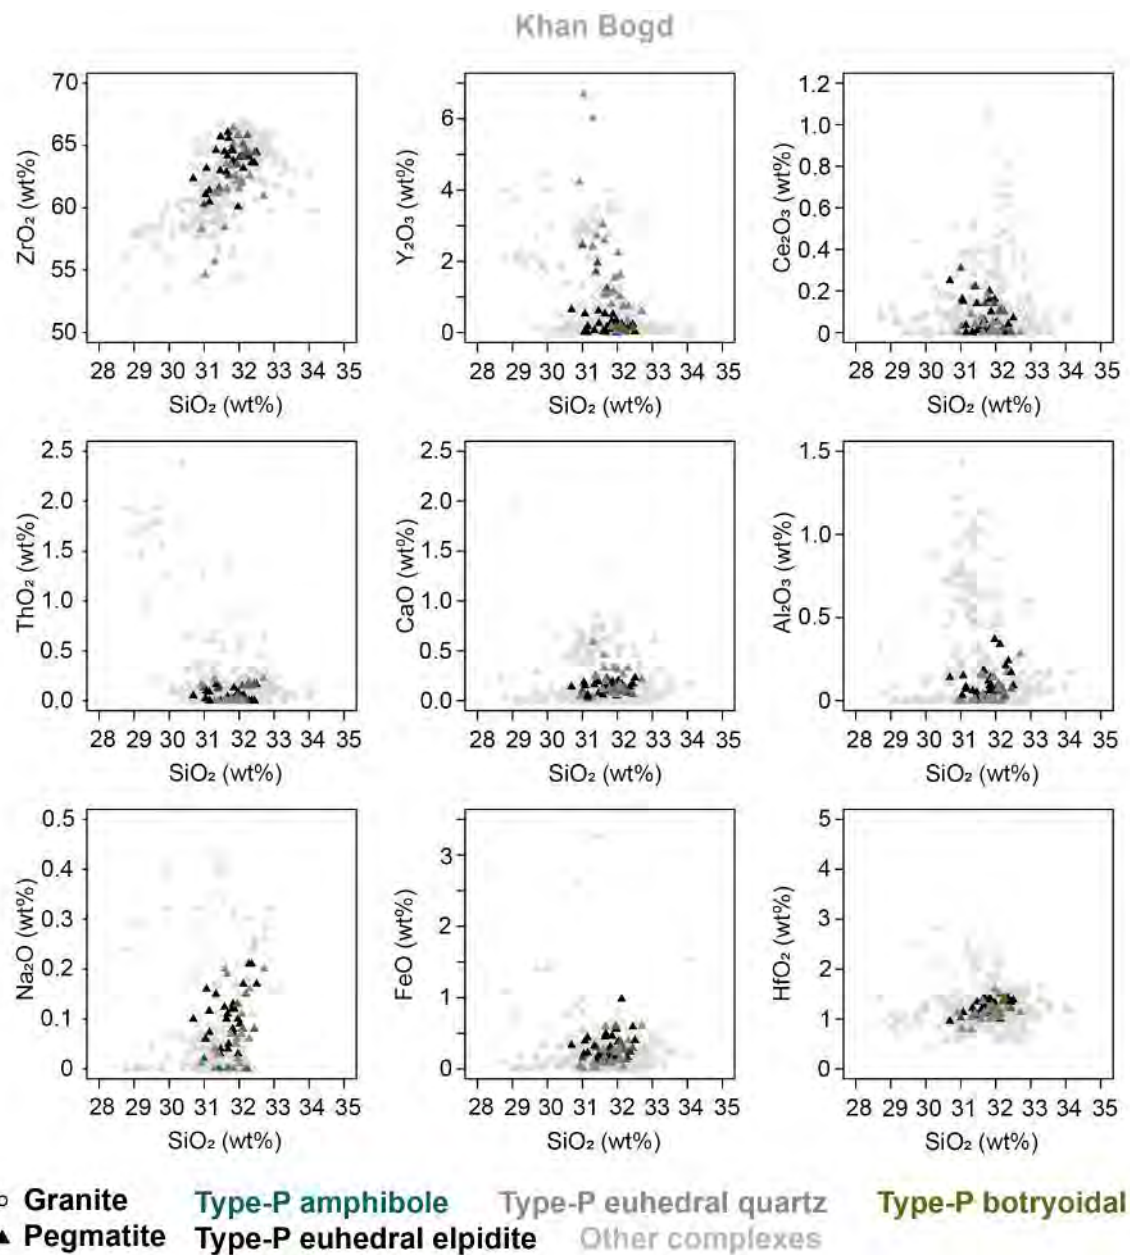 Khan Bogd
70
65
60
55
50
ZrO₂ (wt%)
28 29 30 31 32 33 34 35
SiO₂ (wt%)
6
4
2
0
Y₂O₃ (wt%)
28 29 30 31 32 33 34 35
SiO₂ (wt%)
1.2
1.0
0.8
0.6
0.4
0.2
0
Ce₂O₃ (wt%)
28 29 30 31 32 33 34 35
SiO₂ (wt%)
2.5
2.0
1.5
1.0
0.5
0.0
ThO₂ (wt%)
28 29 30 31 32 33 34 35
SiO₂ (wt%)
2.5
2.0
1.5
1.0
0.5
0.0
CaO (wt%)
28 29 30 31 32 33 34 35
SiO₂ (wt%)
1.5
1.0
0.5
0
Al₂O₃ (wt%)
28 29 30 31 32 33 34 35
SiO₂ (wt%)
0.5
0.4
0.3
0.2
0.1
0
Na₂O (wt%)
28 29 30 31 32 33 34 35
SiO₂ (wt%)
3
2
1
0
FeO (wt%)
28 29 30 31 32 33 34 35
SiO₂ (wt%)
5
4
3
2
1
0
HfO₂ (wt%)
28 29 30 31 32 33 34 35
SiO₂ (wt%)
Granite Type-P amphibole Type-P euhedral quartz Type-P botryoidal
Pegmatite Type-P euhedral elpidite Other complexes